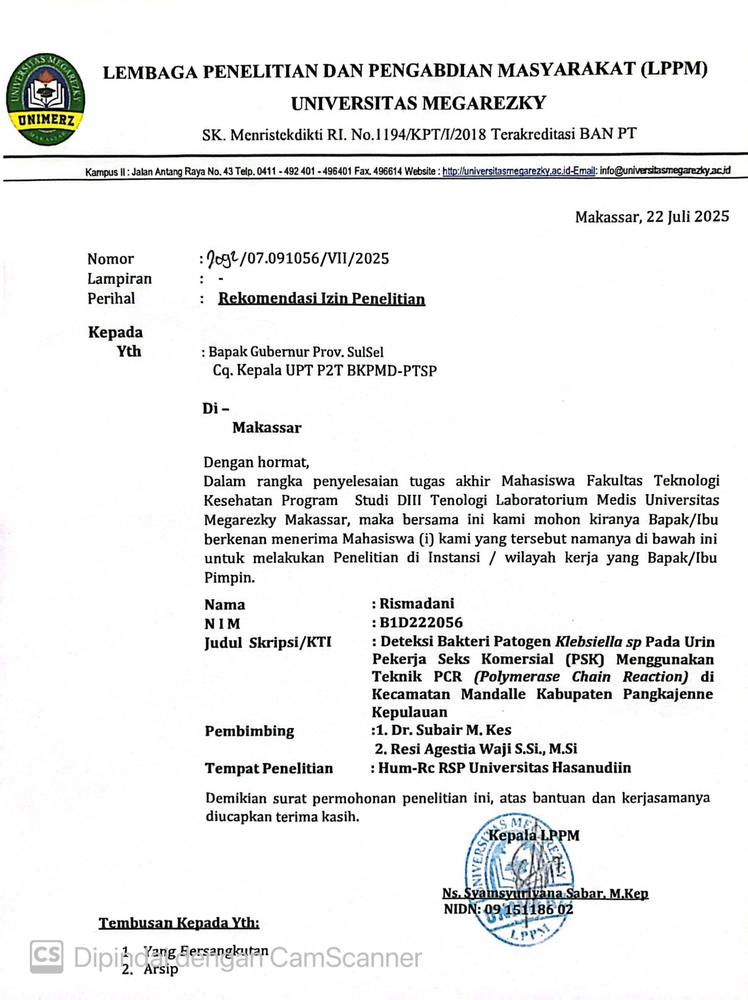 UNIVERSITAS MEGAREZKY
UNIMERZ
MAKASSAR
LEMBAGA PENELITIAN DAN PENGABDIAN MASYARAKAT (LPPM)
UNIVERSITAS MEGAREZKY
SK. Menristekdikti RI. No.1194/KPT/I/2018 Terakreditasi BAN PT
Kampus II : Jalan Antang Raya No. 43 Telp. 0411 - 492 401 - 496401 Fax. 496614 Website : http://universitasmegarezky.ac.id-Email: info@universitasmegarezky.ac.id
Makassar, 22 Juli 2025
Nomor : /07.091056/VII/2025
Lampiran : -
Perihal : Rekomendasi Izin Penelitian
Kepada
Yth : Bapak Gubernur Prov. SulSel
Cq. Kepala UPT P2T BKPMD-PTSP
Di –
Makassar
Dengan hormat,
Dalam rangka penyelesaian tugas akhir Mahasiswa Fakultas Teknologi
Kesehatan Program Studi DIII Tenologi Laboratorium Medis Universitas
Megarezky Makassar, maka bersama ini kami mohon kiranya Bapak/Ibu
berkenan menerima Mahasiswa (i) kami yang tersebut namanya di bawah ini
untuk melakukan Penelitian di Instansi / wilayah kerja yang Bapak/Ibu
Pimpin.
Nama : Rismadani
N I M : B1D222056
Judul Skripsi/KTI : Deteksi Bakteri Patogen Klebsiella sp Pada Urin
Pekerja Seks Komersial (PSK) Menggunakan
Teknik PCR (Polymerase Chain Reaction) di
Kecamatan Mandalle Kabupaten Pangkajenne
Kepulauan
Pembimbing :1. Dr. Subair M. Kes
2. Resi Agestia Waji S.Si., M.Si
Tempat Penelitian : Hum-Rc RSP Universitas Hasanudiin
Demikian surat permohonan penelitian ini, atas bantuan dan kerjasamanya
diucapkan terima kasih.
Kepala LPPM
UNIVERSITAS MEGAREZKY
UNIMERZ
LPPM
Ns. Syamsyuriyana Sabar, M.Kep
NIDN: 09 151186 02
Tembusan Kepada Yth:
1. Yang Bersangkutan
2. Arsip
CS Dipindai dengan CamScanner